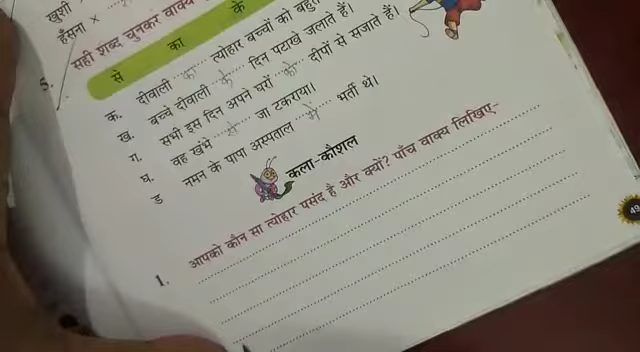 खुशी
हँसना ×
5. सही शब्द चुनकर वाक्य
से का के
क. दीवाली का त्योहार बच्चों को बहुत
ख. बच्चे दीवाली के दिन पटाखे जलाते हैं।
ग. सभी इस दिन अपने घरों को दीपों से सजाते हैं।
घ. वह खंभे से जा टकराया।
ड नमन के पापा अस्पताल में भर्ती थे।
कला-कौशल
1. आपको कौन सा त्योहार पसंद है और क्यों? पाँच वाक्य लिखिए-
43